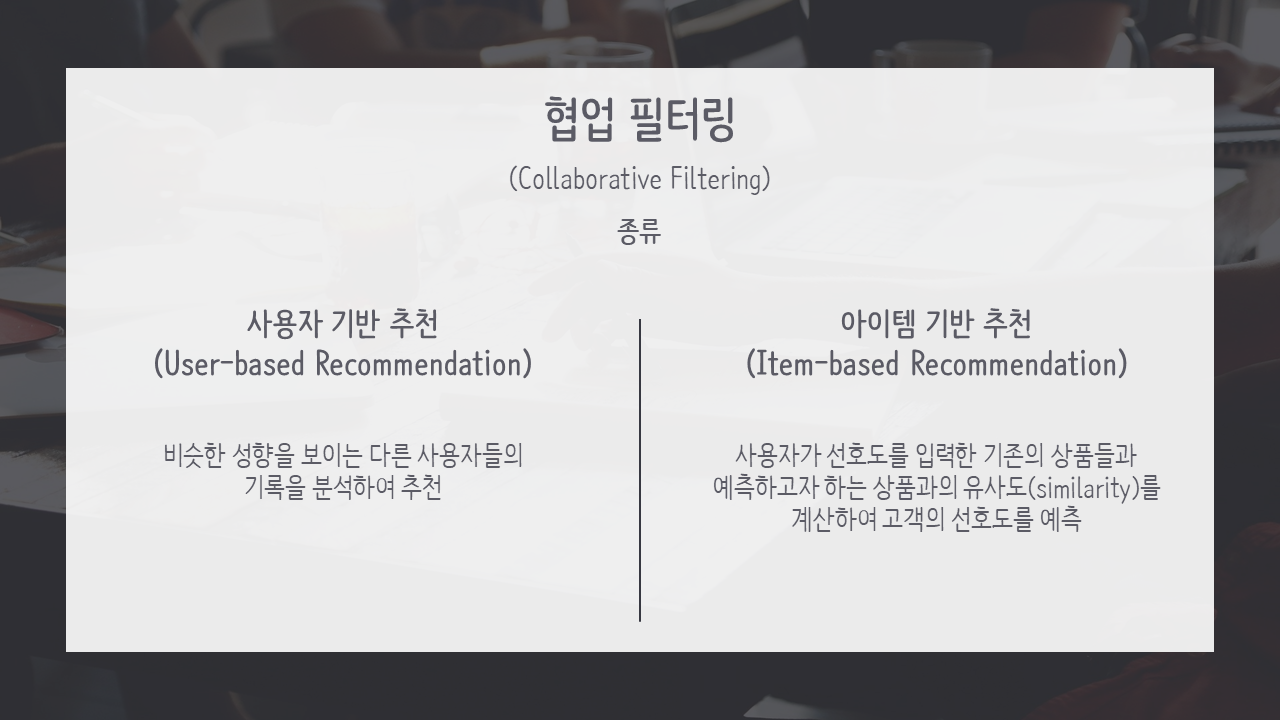 협업 필터링
(Collaborative Filtering)
종류
사용자 기반 추천
(User-based Recommendation)
비슷한 성향을 보이는 다른 사용자들의
기록을 분석하여 추천
아이템 기반 추천
(Item-based Recommendation)
사용자가 선호도를 입력한 기존의 상품들과
예측하고자 하는 상품과의 유사도(similarity)를
계산하여 고객의 선호도를 예측